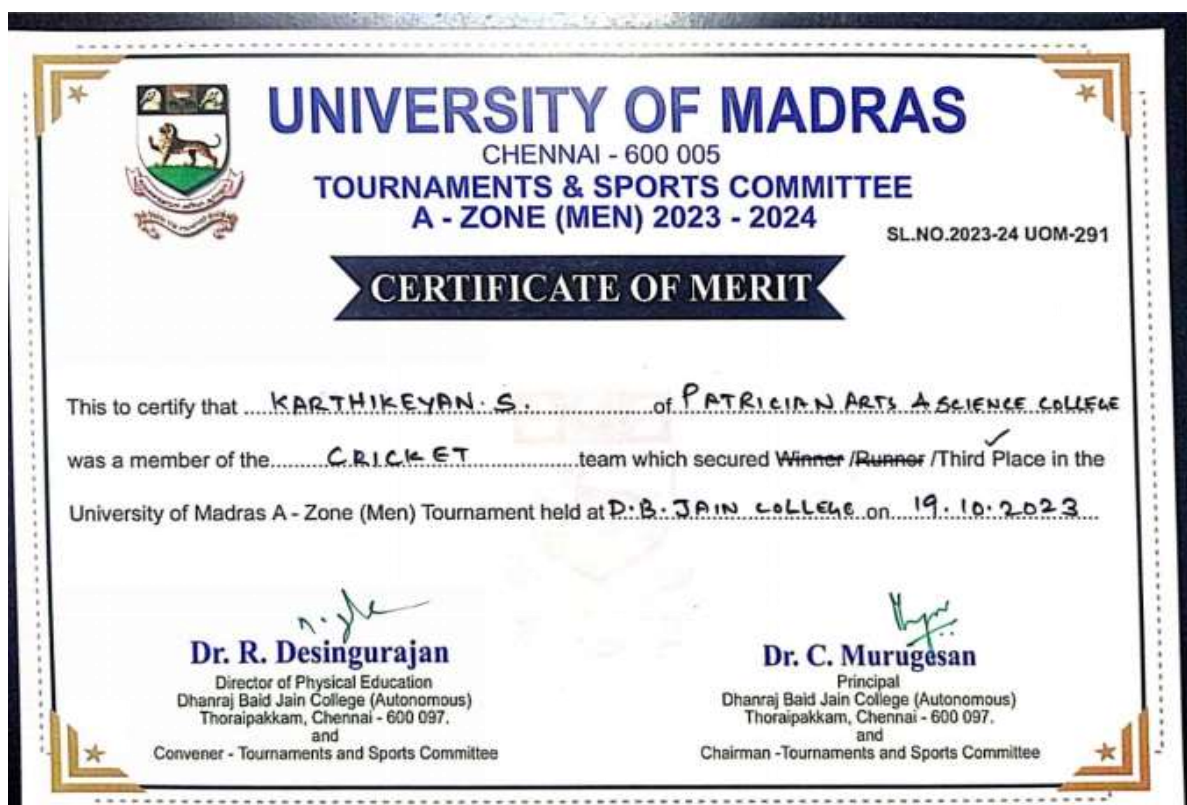 UNIVERSITY OF MADRAS
CHENNAI - 600 005
TOURNAMENTS & SPORTS COMMITTEE
A - ZONE (MEN) 2023 - 2024
SL.NO.2023-24 UOM-291
CERTIFICATE OF MERIT
This to certify that KARTHIKEYAN. S. of PATRICIAN ARTS & SCIENCE COLLEGE
was a member of the CRICKET team which secured Winner /Runner /Third Place in the
University of Madras A - Zone (Men) Tournament held at D.B. JAIN COLLEGE on 19.10.2023
Dr. R. Desingurajan
Director of Physical Education
Dhanraj Baid Jain College (Autonomous)
Thoraipakkam, Chennai - 600 097.
and
Convener - Tournaments and Sports Committee
Dr. C. Murugesan
Principal
Dhanraj Baid Jain College (Autonomous)
Thoraipakkam, Chennai - 600 097.
and
Chairman -Tournaments and Sports Committee